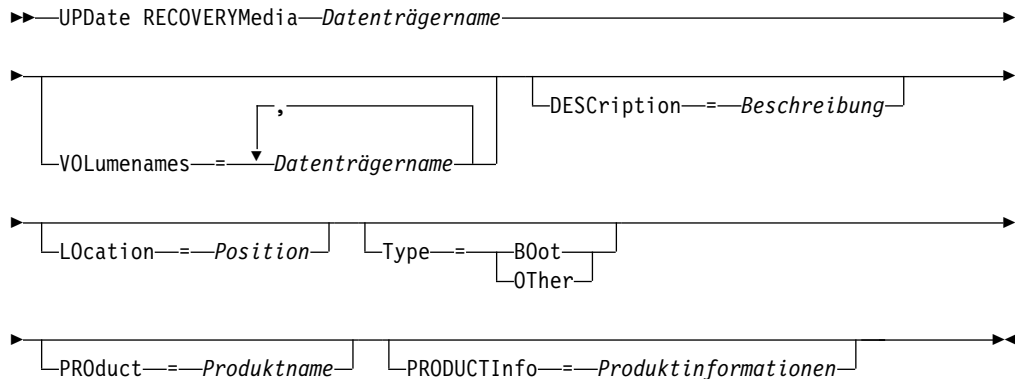 UPDate RECOVERYMedia Datenträgername
,
VOLumenames = Datenträgername
DESCription = Beschreibung
LOcation = Position
Type = BOot
OTher
PROduct = Produktname
PRODUCTInfo = Produktinformationen